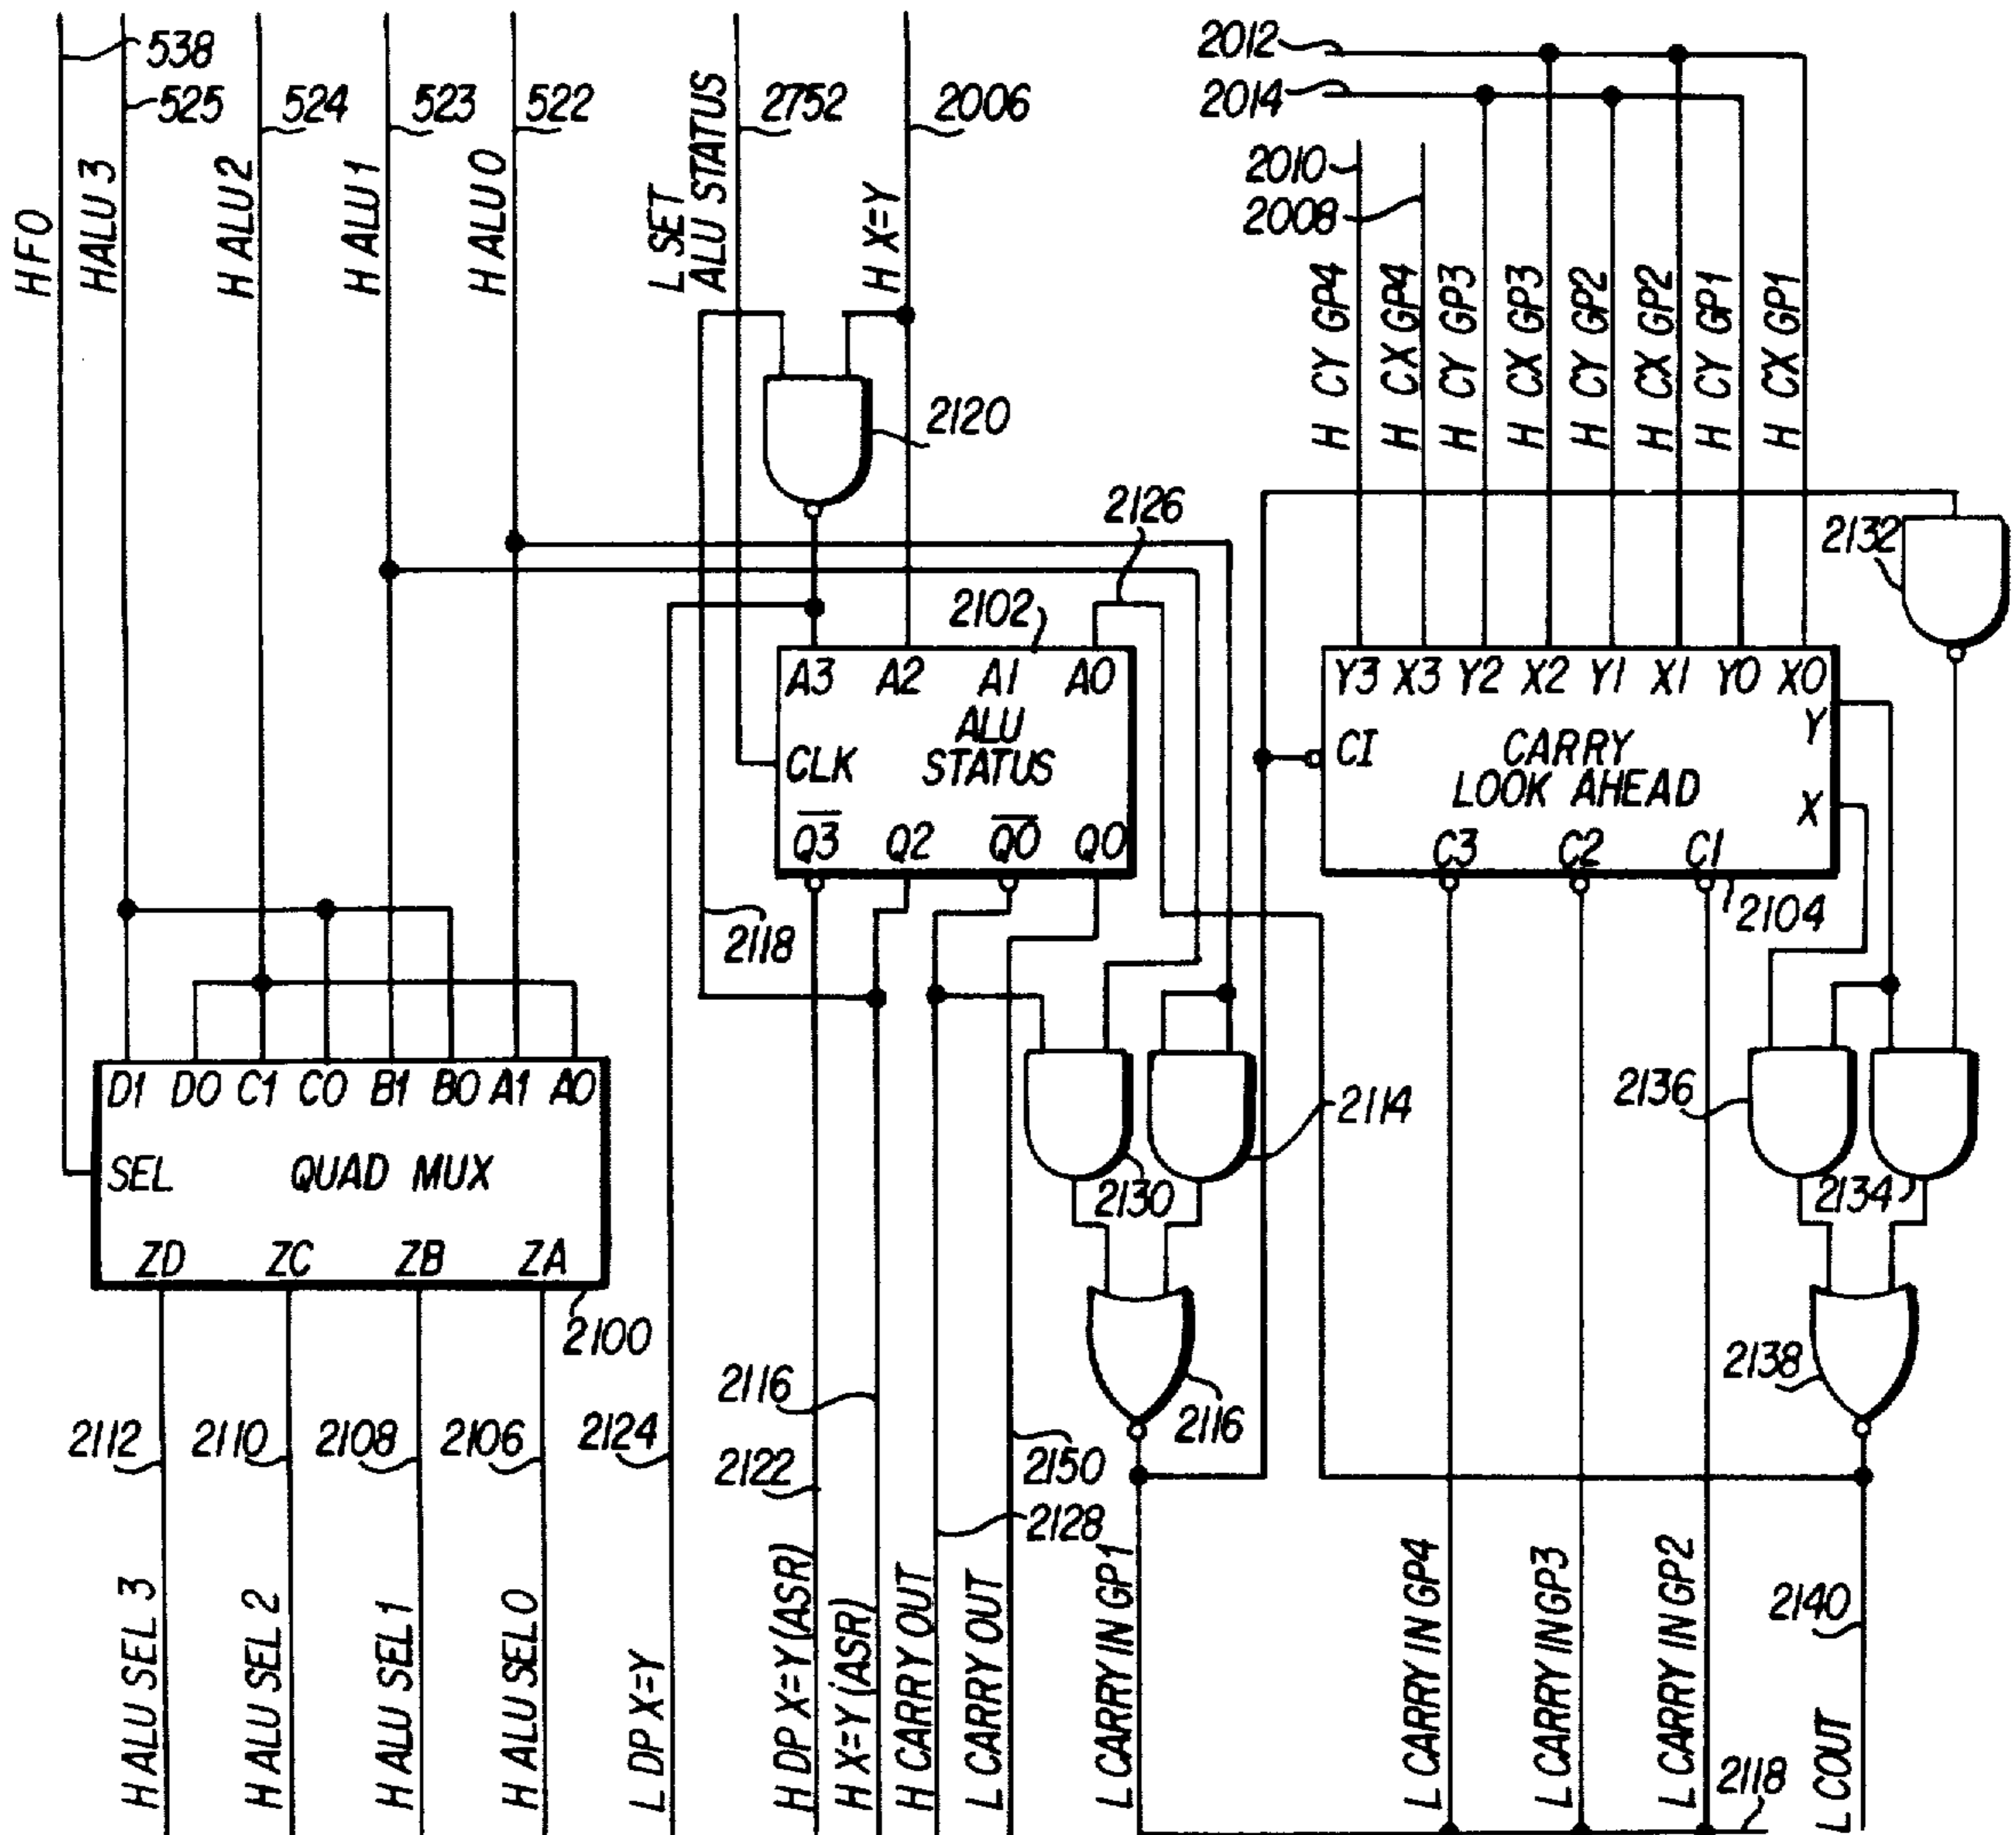 538
525
524
523
522
2752
2006
2012
2014
2010
2008
H F0
HALU 3
H ALU 2
H ALU 1
H ALU 0
L SET
ALU STATUS
H X=Y
H CY GP4
H CX GP4
H CY GP3
H CX GP3
H CY GP2
H CX GP2
H CY GP1
H CX GP1
2120
2126
2132
2102
A3 A2 A1 A0
ALU
STATUS
CLK
Q3 Q2 Q0 Q0
Y3 X3 Y2 X2 Y1 X1 Y0 X0
Y
CI
CARRY
LOOK AHEAD
X
C3 C2 C1
2118
2104
D1 D0 C1 C0 B1 B0 A1 A0
SEL QUAD MUX
ZD ZC ZB ZA
2100
2130
2114
2136
2134
2116
2116
2138
2112
2110
2108
2106
2124
2122
2150
2128
2140
H ALU SEL 3
H ALU SEL 2
H ALU SEL 1
H ALU SEL 0
L DP X=Y
H DP X=Y (ASR)
H X=Y (ASR)
H CARRY OUT
L CARRY OUT
L CARRY IN GP1
L CARRY IN GP4
L CARRY IN GP3
L CARRY IN GP2
2118
L COUT